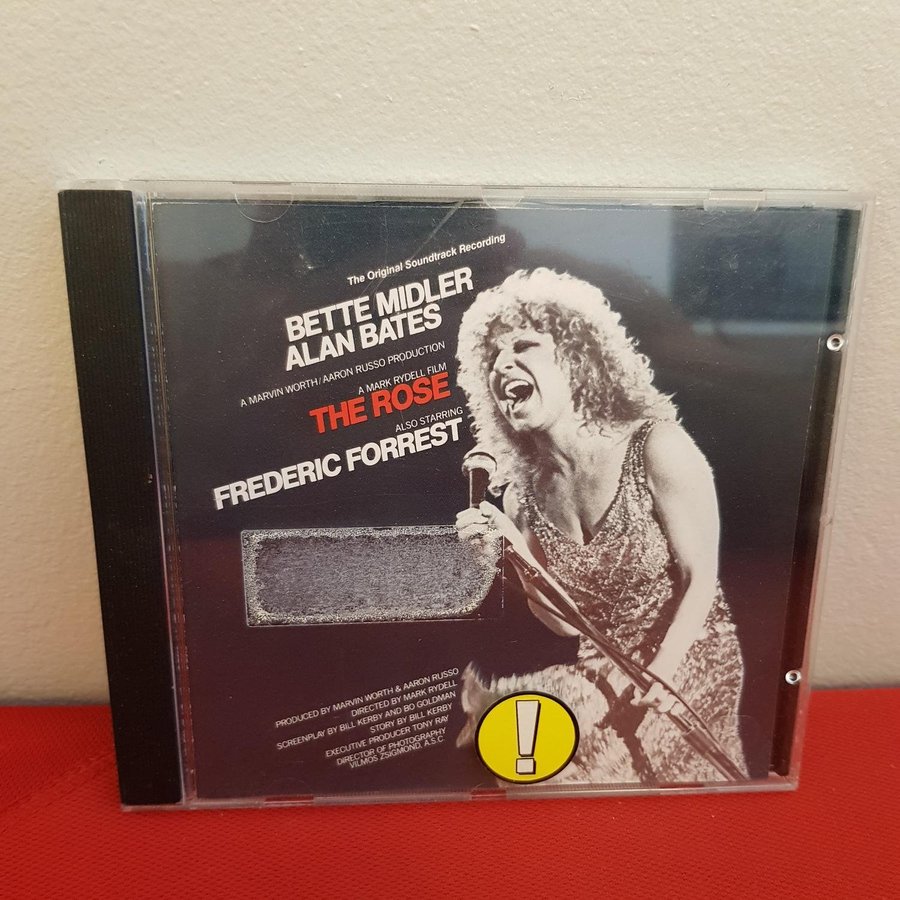 The Original Soundtrack Recording
BETTE MIDLER
ALAN BATES
A MARVIN WORTH/AARON RUSSO PRODUCTION
A MARK RYDELL FILM
THE ROSE
ALSO STARRING
FREDERIC FORREST
PRODUCED BY MARVIN WORTH & AARON RUSSO
DIRECTED BY MARK RYDELL
SCREENPLAY BY BILL KERBY AND BO GOLDMAN
STORY BY BILL KERBY
EXECUTIVE PRODUCER TONY RAY
DIRECTOR OF PHOTOGRAPHY
VILMOS ZSIGMOND, A.S.C.
!